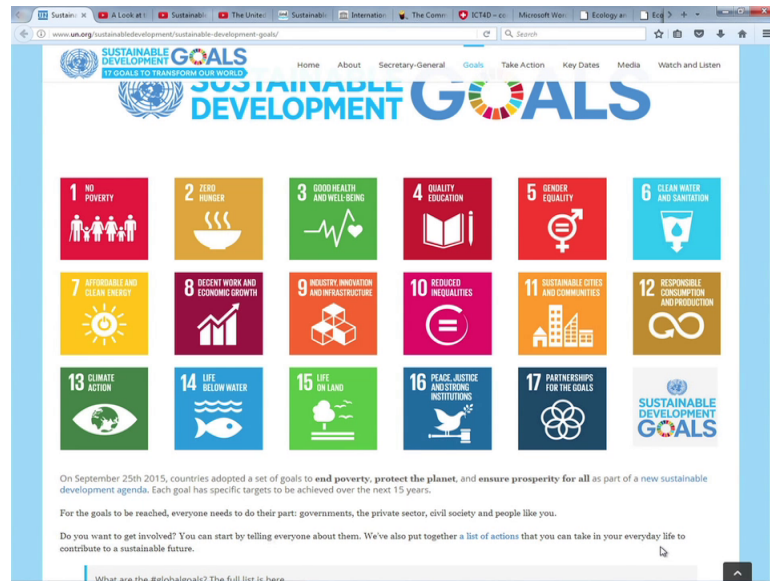 Sustaina
A Look at t
Sustainable
The United
Sustainable
Internation
The Comm
ICT4D – co
Microsoft Wor
Ecology an
Eco
www.un.org/sustainabledevelopment/sustainable-development-goals/
Search
SUSTAINABLE
DEVELOPMENT GOALS
17 GOALS TO TRANSFORM OUR WORLD
Home About Secretary-General Goals Take Action Key Dates Media Watch and Listen
SUSTAINABLE
DEVELOPMENT GOALS
1 NO
POVERTY
2 ZERO
HUNGER
3 GOOD HEALTH
AND WELL-BEING
4 QUALITY
EDUCATION
5 GENDER
EQUALITY
6 CLEAN WATER
AND SANITATION
7 AFFORDABLE AND
CLEAN ENERGY
8 DECENT WORK AND
ECONOMIC GROWTH
9 INDUSTRY, INNOVATION
AND INFRASTRUCTURE
10 REDUCED
INEQUALITIES
11 SUSTAINABLE CITIES
AND COMMUNITIES
12 RESPONSIBLE
CONSUMPTION
AND PRODUCTION
13 CLIMATE
ACTION
14 LIFE
BELOW WATER
15 LIFE
ON LAND
16 PEACE, JUSTICE
AND STRONG
INSTITUTIONS
17 PARTNERSHIPS
FOR THE GOALS
SUSTAINABLE
DEVELOPMENT
GOALS
On September 25th 2015, countries adopted a set of goals to end poverty, protect the planet, and ensure prosperity for all as part of a new sustainable
development agenda. Each goal has specific targets to be achieved over the next 15 years.
For the goals to be reached, everyone needs to do their part: governments, the private sector, civil society and people like you.
Do you want to get involved? You can start by telling everyone about them. We've also put together a list of actions that you can take in your everyday life to
contribute to a sustainable future.
What are the #globalgoals? The full list is here